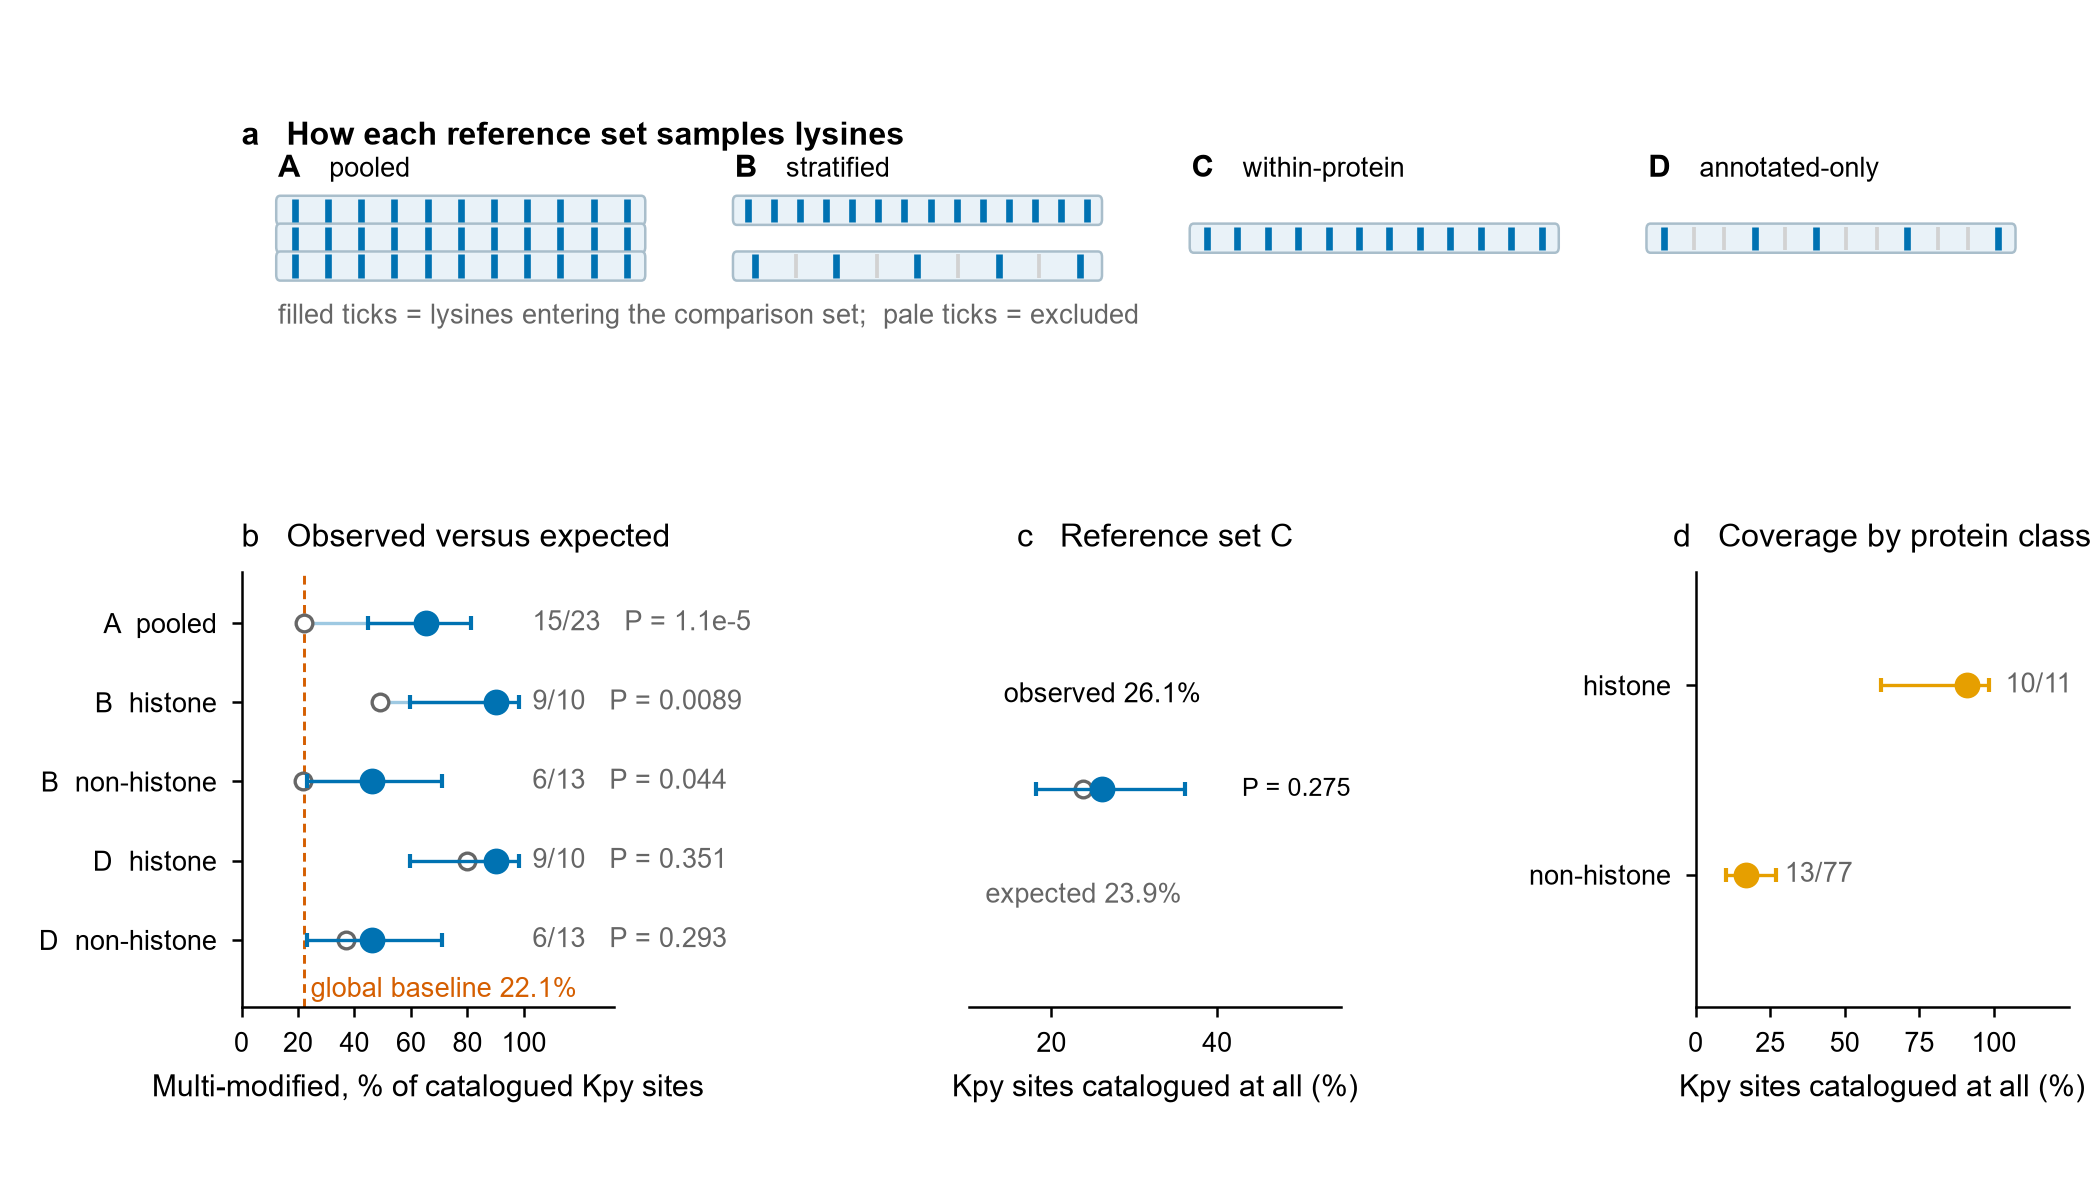 a How each reference set samples lysines
A pooled
B stratified
C within-protein
D annotated-only
filled ticks = lysines entering the comparison set; pale ticks = excluded
b Observed versus expected
A pooled
15/23 P = 1.1e-5
B histone
9/10 P = 0.0089
B non-histone
6/13 P = 0.044
D histone
9/10 P = 0.351
D non-histone
6/13 P = 0.293
global baseline 22.1%
0 20 40 60 80 100
Multi-modified, % of catalogued Kpy sites
c Reference set C
observed 26.1%
P = 0.275
expected 23.9%
20 40
Kpy sites catalogued at all (%)
d Coverage by protein class
histone
10/11
non-histone
13/77
0 25 50 75 100
Kpy sites catalogued at all (%)